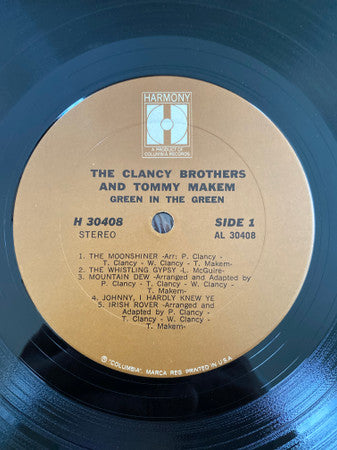 HARMONY
H
A PRODUCT OF
COLUMBIA RECORDS
THE CLANCY BROTHERS
AND TOMMY MAKEM
GREEN IN THE GREEN
H 30408 SIDE 1
STEREO AL 30408
1. THE MOONSHINER -Arr: P. Clancy -
T. Clancy - W. Clancy - T. Makem-
2. THE WHISTLING GYPSY -L. McGuire-
3. MOUNTAIN DEW -Arranged and Adapted by
P. Clancy - T. Clancy - W. Clancy -
T. Makem-
4. JOHNNY, I HARDLY KNEW YE
5. IRISH ROVER -Arranged and
Adapted by P. Clancy -
T. Clancy - W. Clancy -
T. Makem-
℗ "COLUMBIA", MARCA REG. PRINTED IN U.S.A.